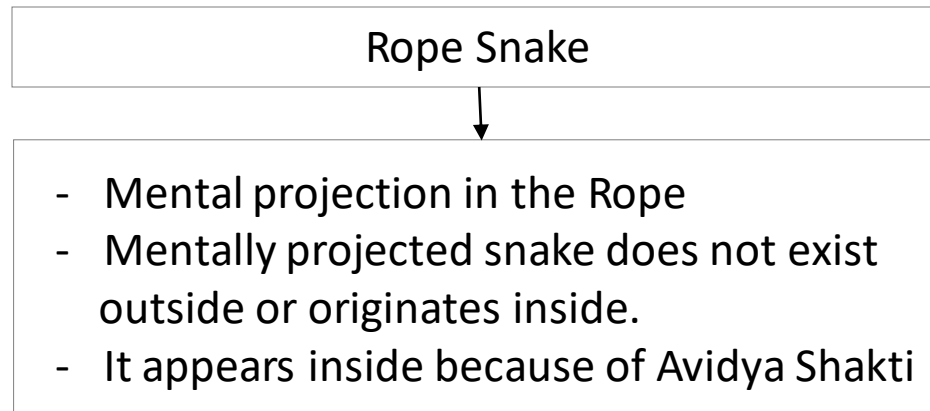 Rope Snake
- Mental projection in the Rope
- Mentally projected snake does not exist
outside or originates inside.
- It appears inside because of Avidya Shakti